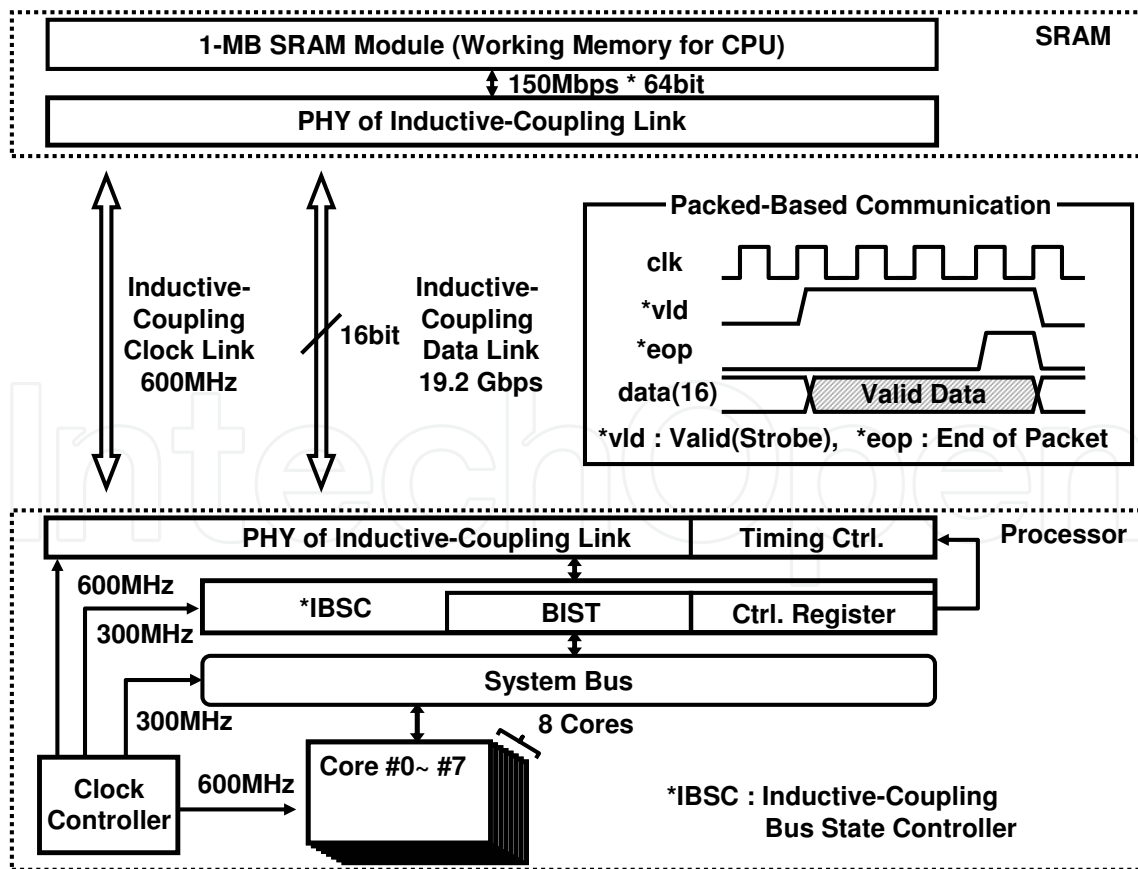 1-MB SRAM Module (Working Memory for CPU)
SRAM
150Mbps * 64bit
PHY of Inductive-Coupling Link
Inductive-
Coupling
Clock Link
600MHz
16bit
Inductive-
Coupling
Data Link
19.2 Gbps
Packed-Based Communication
clk
*vld
*eop
data(16)
Valid Data
*vld : Valid(Strobe), *eop : End of Packet
IntechOpen
PHY of Inductive-Coupling Link
Timing Ctrl.
Processor
600MHz
*IBSC
BIST
Ctrl. Register
300MHz
System Bus
300MHz
8 Cores
Core #0~ #7
Clock
Controller
600MHz
*IBSC : Inductive-Coupling
Bus State Controller